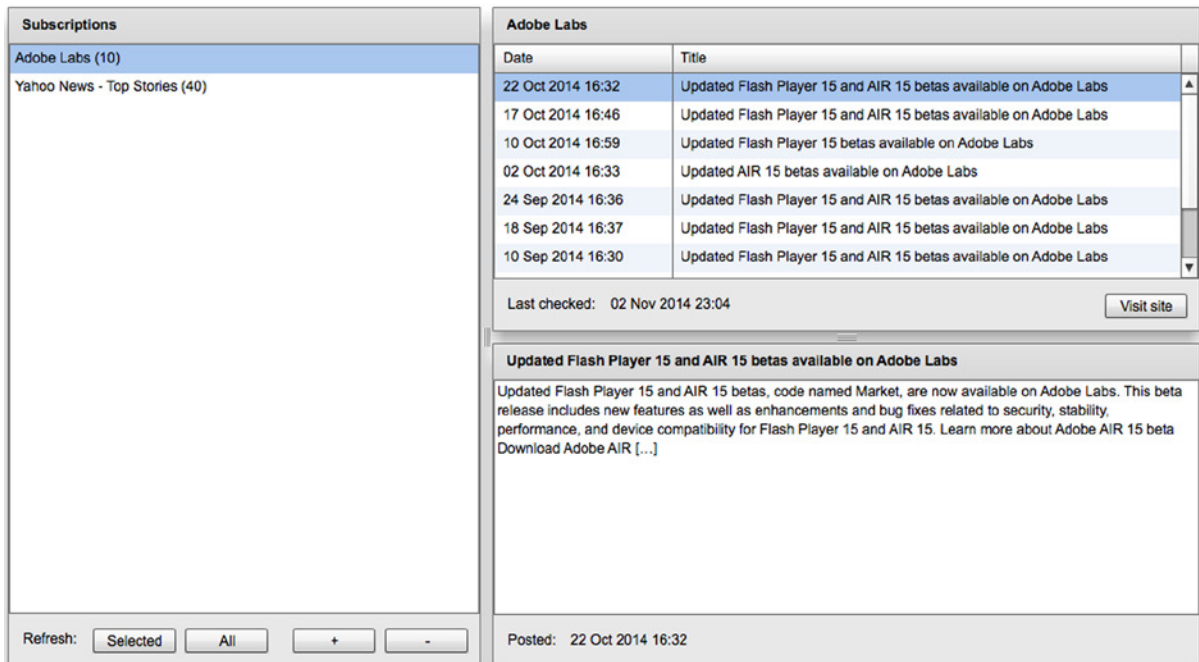 Subscriptions
Adobe Labs (10)
Yahoo News - Top Stories (40)
Refresh: Selected All + -
Adobe Labs
Date Title
22 Oct 2014 16:32 Updated Flash Player 15 and AIR 15 betas available on Adobe Labs
17 Oct 2014 16:46 Updated Flash Player 15 and AIR 15 betas available on Adobe Labs
10 Oct 2014 16:59 Updated Flash Player 15 betas available on Adobe Labs
02 Oct 2014 16:33 Updated AIR 15 betas available on Adobe Labs
24 Sep 2014 16:36 Updated Flash Player 15 and AIR 15 betas available on Adobe Labs
18 Sep 2014 16:37 Updated Flash Player 15 and AIR 15 betas available on Adobe Labs
10 Sep 2014 16:30 Updated Flash Player 15 and AIR 15 betas available on Adobe Labs
Last checked: 02 Nov 2014 23:04 Visit site
Updated Flash Player 15 and AIR 15 betas available on Adobe Labs
Updated Flash Player 15 and AIR 15 betas, code named Market, are now available on Adobe Labs. This beta
release includes new features as well as enhancements and bug fixes related to security, stability,
performance, and device compatibility for Flash Player 15 and AIR 15. Learn more about Adobe AIR 15 beta
Download Adobe AIR [...]
Posted: 22 Oct 2014 16:32